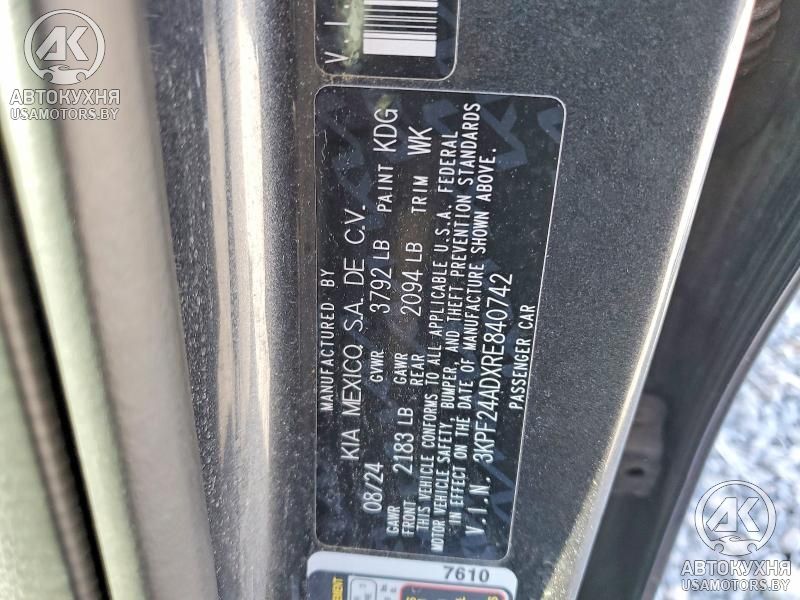 AK
АВТОКУХНЯ
USAMOTORS.BY
V I
MANUFACTURED BY
KIA MEXICO, S.A. DE C.V.
08/24 GVWR 3792 LB PAINT KDG
GAWR FRONT 2183 LB GAWR REAR 2094 LB TRIM WK
THIS VEHICLE CONFORMS TO ALL APPLICABLE U.S.A. FEDERAL
MOTOR VEHICLE SAFETY, BUMPER, AND THEFT PREVENTION STANDARDS
IN EFFECT ON THE DATE OF MANUFACTURE SHOWN ABOVE.
V.I.N. 3KPF24ADXRE840742
PASSENGER CAR
7610
AK
АВТОКУХНЯ
USAMOTORS.BY